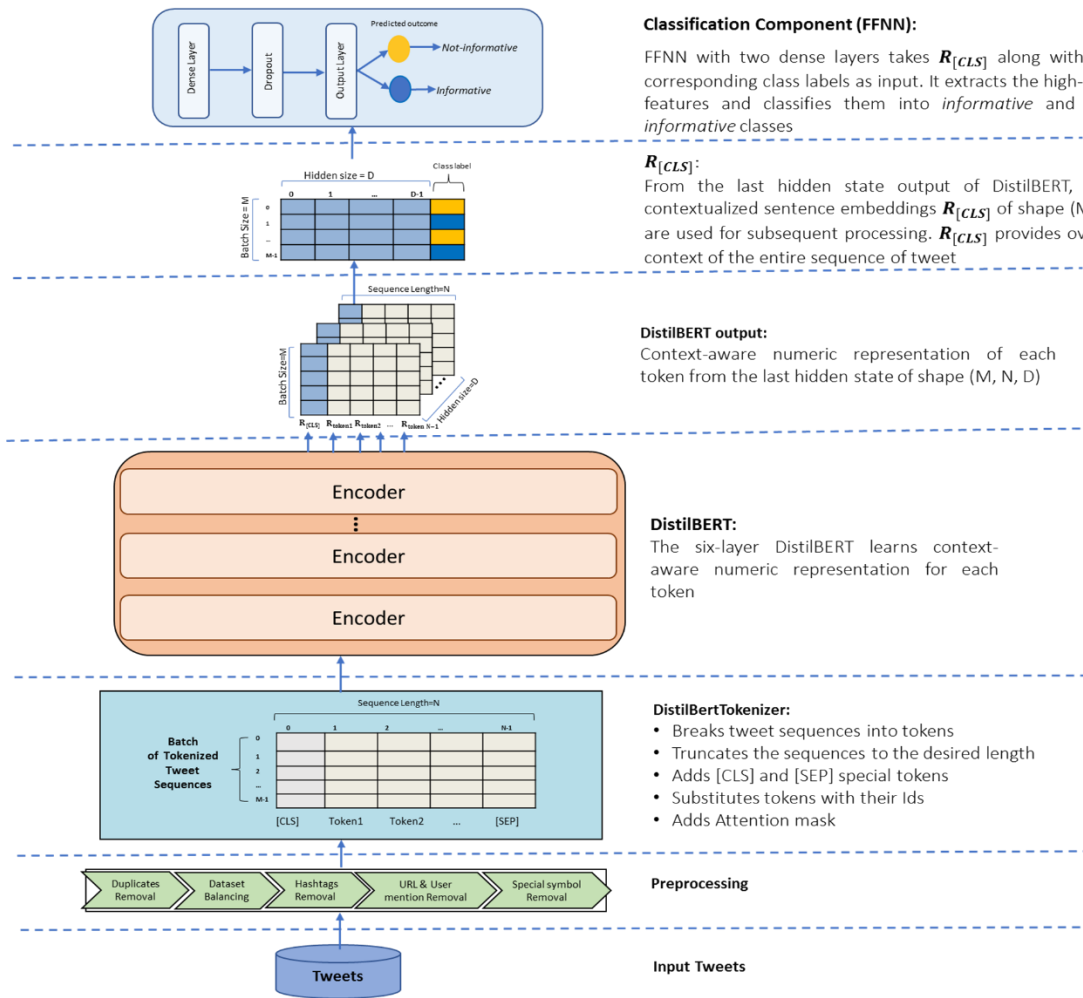 Predicted outcome
Dense Layer
Dropout
Output Layer
Not-informative
Informative
Classification Component (FFNN):
FFNN with two dense layers takes R[CLS] along with
corresponding class labels as input. It extracts the high-
features and classifies them into informative and
informative classes
Hidden size = D
Class label
0 1 ... D-1
Batch Size = M
0
1
...
M-1
R[CLS]:
From the last hidden state output of DistilBERT,
contextualized sentence embeddings R[CLS] of shape (M
are used for subsequent processing. R[CLS] provides ov
context of the entire sequence of tweet
Sequence Length=N
Batch Size=M
Hidden size=D
R[CLS] Rtoken1 Rtoken2 ... Rtoken N-1
DistilBERT output:
Context-aware numeric representation of each
token from the last hidden state of shape (M, N, D)
Encoder
Encoder
Encoder
DistilBERT:
The six-layer DistilBERT learns context-
aware numeric representation for each
token
Sequence Length=N
0 1 2 ... N-1
Batch
of Tokenized
Tweet
Sequences
0
1
2
...
M-1
[CLS] Token1 Token2 ... [SEP]
DistilBertTokenizer:
• Breaks tweet sequences into tokens
• Truncates the sequences to the desired length
• Adds [CLS] and [SEP] special tokens
• Substitutes tokens with their Ids
• Adds Attention mask
Duplicates
Removal
Dataset
Balancing
Hashtags
Removal
URL & User
mention Removal
Special symbol
Removal
Preprocessing
Tweets
Input Tweets